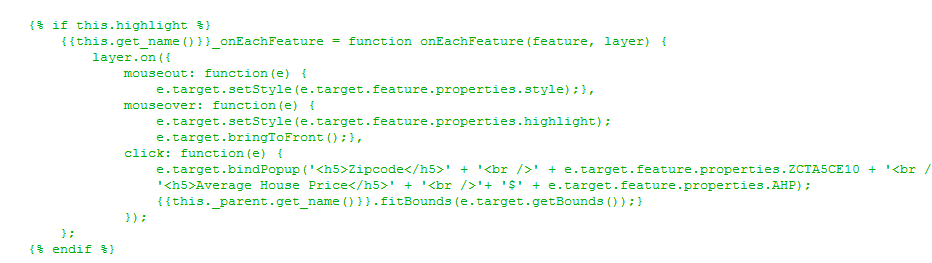 {% if this.highlight %}
    {{this.get_name()}}_onEachFeature = function onEachFeature(feature, layer) {
        layer.on({
            mouseout: function(e) {
                e.target.setStyle(e.target.feature.properties.style);},
            mouseover: function(e) {
                e.target.setStyle(e.target.feature.properties.highlight);
                e.target.bringToFront();},
            click: function(e) {
                e.target.bindPopup('<h5>Zipcode</h5>' + '<br />' + e.target.feature.properties.ZCTA5CE10 + '<br /
                '<h5>Average House Price</h5>' + '<br />'+ '$' + e.target.feature.properties.AHP);
                {{this._parent.get_name()}}.fitBounds(e.target.getBounds());}
            });
    };
{% endif %}